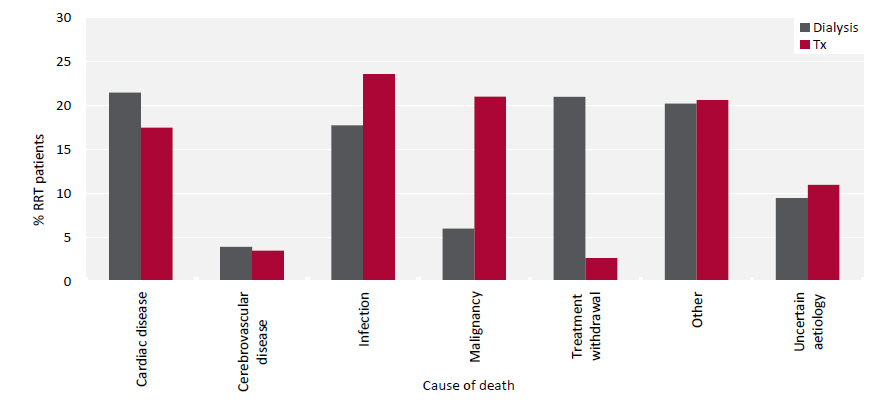 30
25
20
15
10
5
0
% RRT patients
Dialysis
Tx
Cardiac disease
Cerebrovascular
disease
Infection
Malignancy
Treatment
withdrawal
Other
Uncertain
aetiology
Cause of death